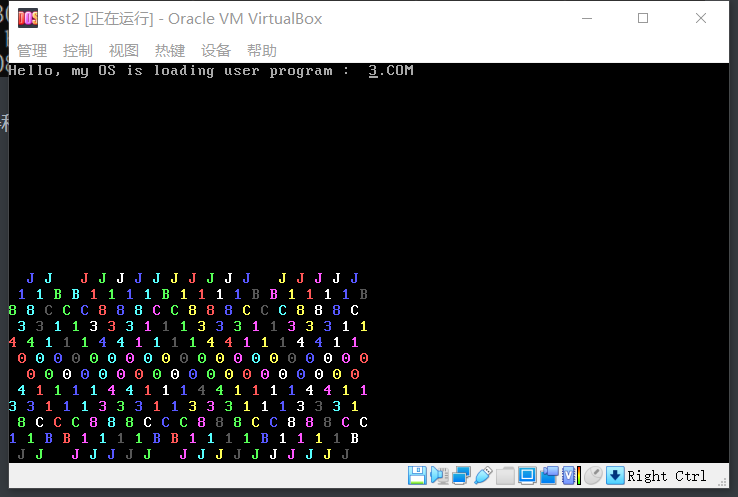 test2 [正在运行] - Oracle VM VirtualBox
管理 控制 视图 热键 设备 帮助
Hello, my OS is loading user program :  3.COM
J J J J J J J J J J J J J J J J J
1 1 B B 1 1 1 1 B 1 1 1 1 B B 1 1 1 1 B
8 8 C C C 8 8 8 C C 8 8 8 C C C 8 8 8 C
3 3 1 1 3 3 3 1 1 1 3 3 3 1 1 3 3 3 1 1
4 4 1 1 1 4 4 1 1 1 1 4 4 1 1 1 4 4 1 1
0 0 0 0 0 0 0 0 0 0 0 0 0 0 0 0 0 0 0 0
0 0 0 0 0 0 0 0 0 0 0 0 0 0 0 0 0 0 0
4 1 1 1 1 4 4 1 1 1 4 4 1 1 1 1 4 4 1 1
3 3 1 1 1 3 3 3 1 1 3 3 3 1 1 1 3 3 3 1
8 C C C 8 8 8 C C C 8 8 8 C C 8 8 8 C C
1 1 B B 1 1 1 1 B B 1 1 1 1 B 1 1 1 1 B
J J J J J J J J J J J J J J J J J
Right Ctrl